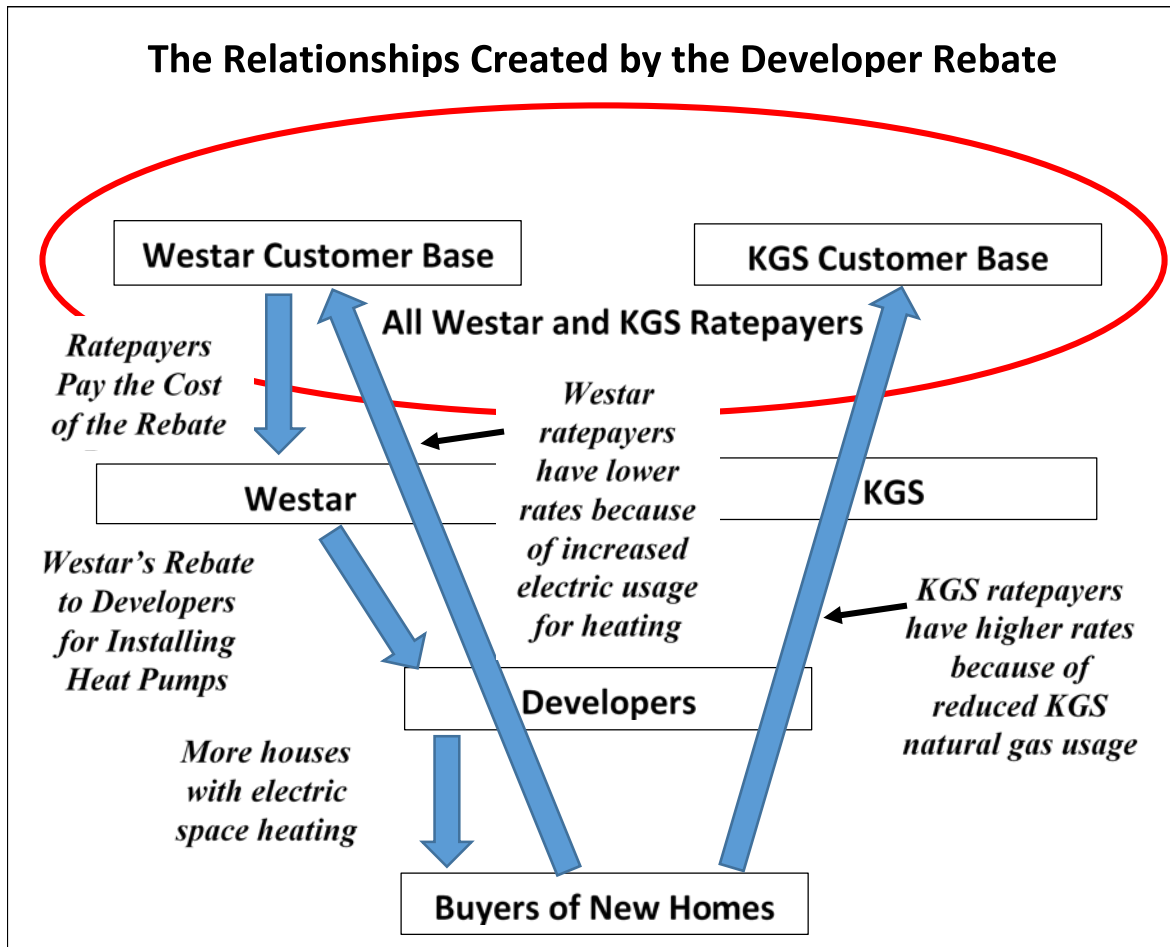 The Relationships Created by the Developer Rebate
Westar Customer Base
KGS Customer Base
All Westar and KGS Ratepayers
Ratepayers
Pay the Cost
of the Rebate
Westar
ratepayers
have lower
rates because
of increased
electric usage
for heating
Westar
KGS
Westar’s Rebate
to Developers
for Installing
Heat Pumps
KGS ratepayers
have higher rates
because of
reduced KGS
natural gas usage
Developers
More houses
with electric
space heating
Buyers of New Homes